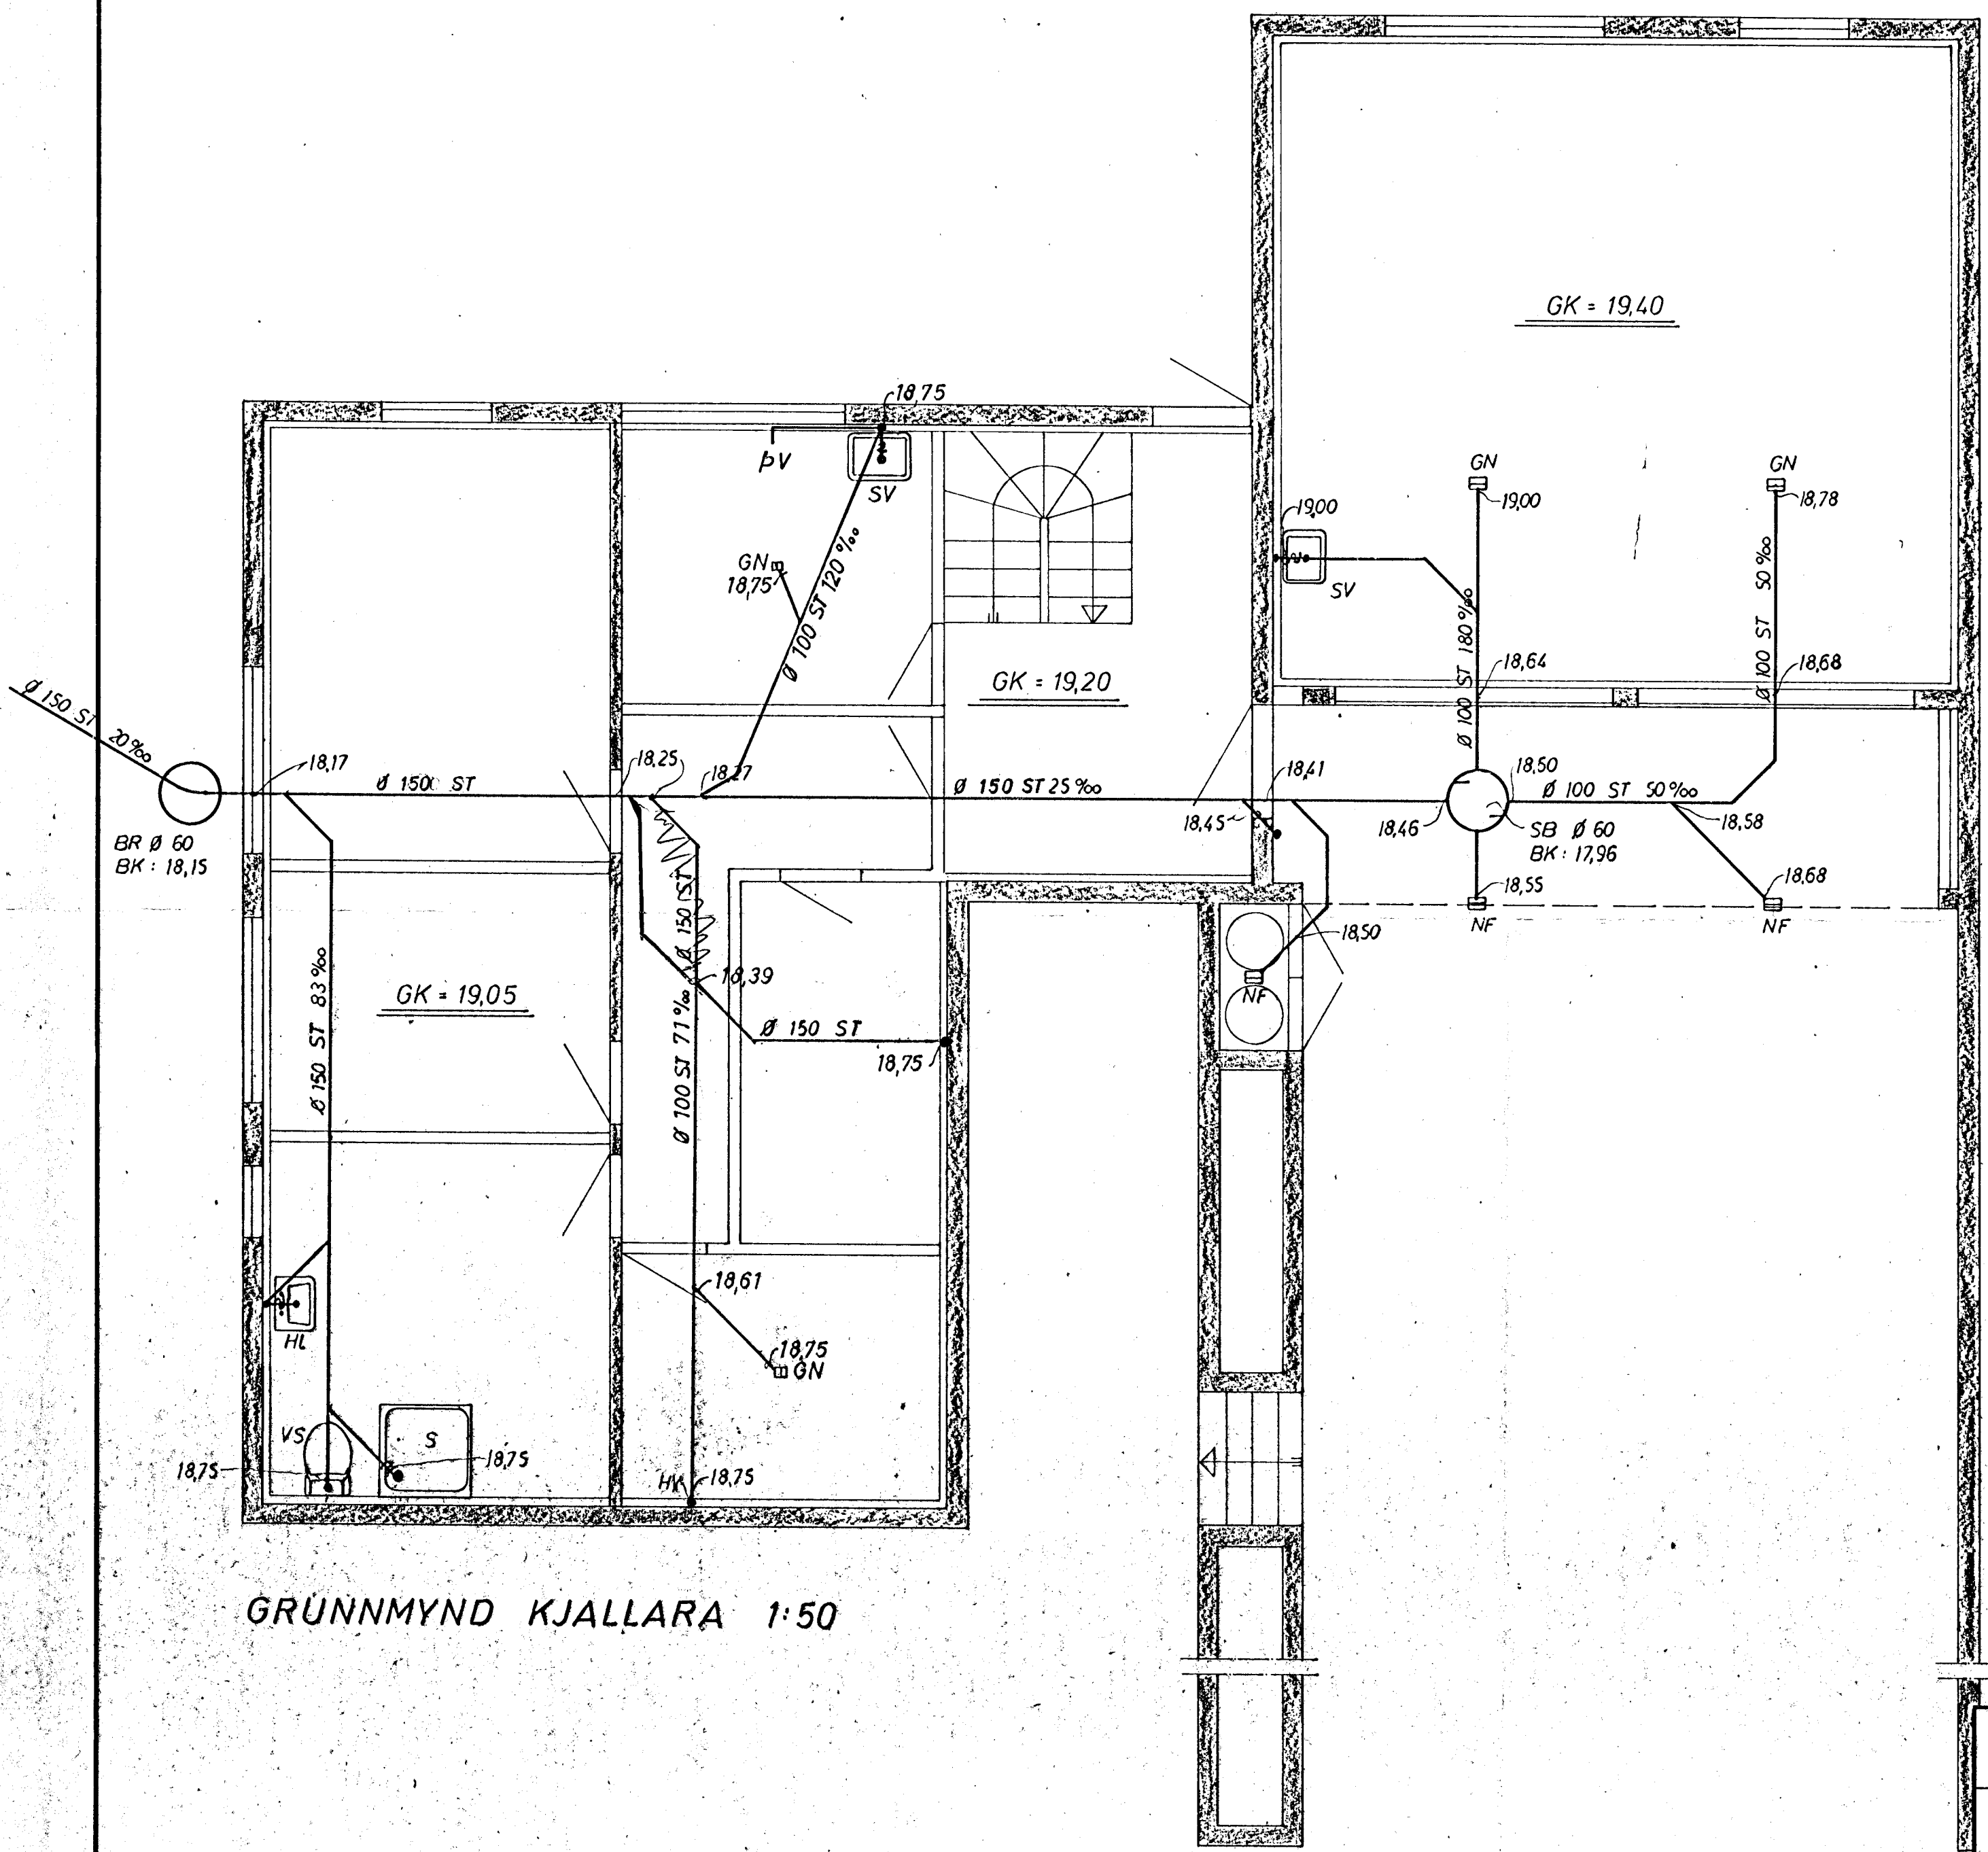 GK = 19,40
18,75
ÞV
SV
GN
18,75
Ø 100 ST 120 ‰
GN
19,00
GN
18,78
19,00
SV
Ø 100 ST 180 ‰
Ø 100 ST 50 ‰
18,64
18,68
GK = 19,20
Ø 150 ST 20 ‰
BR Ø 60
BK : 18,15
18,17
Ø 150 ST
18,25
18,27
Ø 150 ST 25 ‰
18,41
18,45
18,46
18,50
Ø 100 ST 50 ‰
SB Ø 60
BK : 17,96
18,58
18,55
NF
18,68
NF
18,50
NF
Ø 150 ST 83 ‰
GK = 19,05
Ø 150 ST
18,39
Ø 100 ST 71 ‰
Ø 150 ST
18,75
HL
18,61
18,75
GN
VS
18,75
S
18,75
18,75
GRUNNMYND KJALLARA 1:50